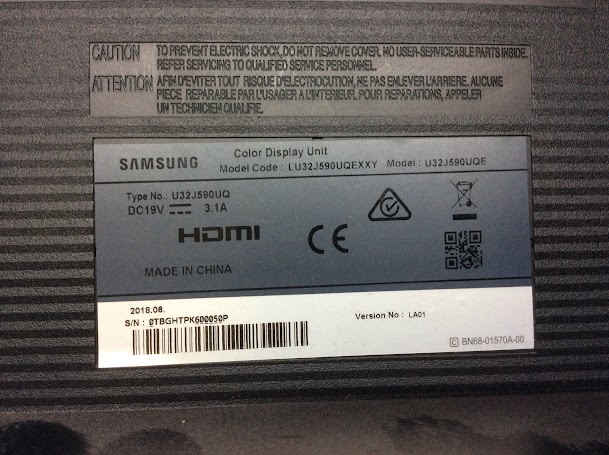 CAUTION TO PREVENT ELECTRIC SHOCK, DO NOT REMOVE COVER. NO USER-SERVICEABLE PARTS INSIDE.
REFER SERVICING TO QUALIFIED SERVICE PERSONNEL.
ATTENTION AFIN D'EVITER TOUT RISQUE D'ELECTROCUTION, NE PAS ENLEVER L'ARRIERE. AUCUNE
PIECE REPARABLE PAR L'USAGER A L'INTERIEUR. POUR REPARATIONS, APPELER
UN TECHNICIEN QUALIFIE.
SAMSUNG
Color Display Unit
Model Code : LU32J590UQEXXY Model : U32J590UQE
Type No.: U32J590UQ
DC19V 3.1A
HDMI
CE
MADE IN CHINA
2018.08.
S/N : 0TBGHTPK600050P
Version No : LA01
© BN68-01570A-00